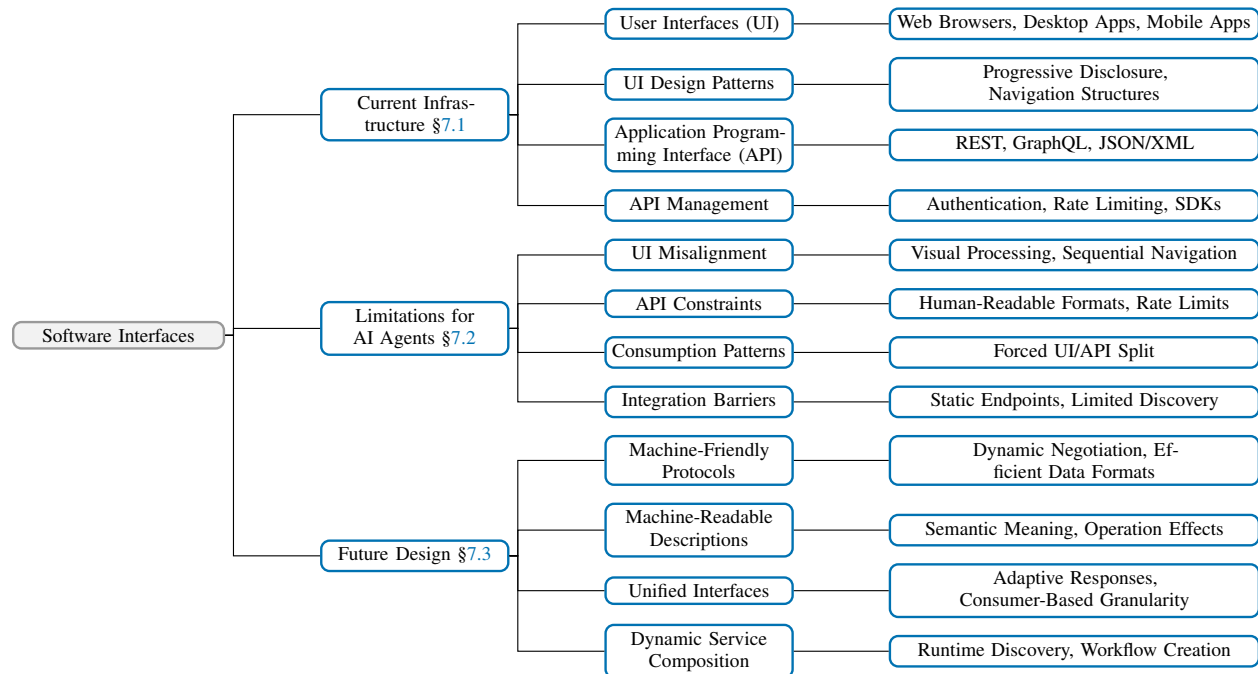 Software Interfaces
Current Infras-
tructure §7.1
User Interfaces (UI)
Web Browsers, Desktop Apps, Mobile Apps
UI Design Patterns
Progressive Disclosure,
Navigation Structures
Application Program-
ming Interface (API)
REST, GraphQL, JSON/XML
API Management
Authentication, Rate Limiting, SDKs
Limitations for
AI Agents §7.2
UI Misalignment
Visual Processing, Sequential Navigation
API Constraints
Human-Readable Formats, Rate Limits
Consumption Patterns
Forced UI/API Split
Integration Barriers
Static Endpoints, Limited Discovery
Future Design §7.3
Machine-Friendly
Protocols
Dynamic Negotiation, Ef-
ficient Data Formats
Machine-Readable
Descriptions
Semantic Meaning, Operation Effects
Unified Interfaces
Adaptive Responses,
Consumer-Based Granularity
Dynamic Service
Composition
Runtime Discovery, Workflow Creation